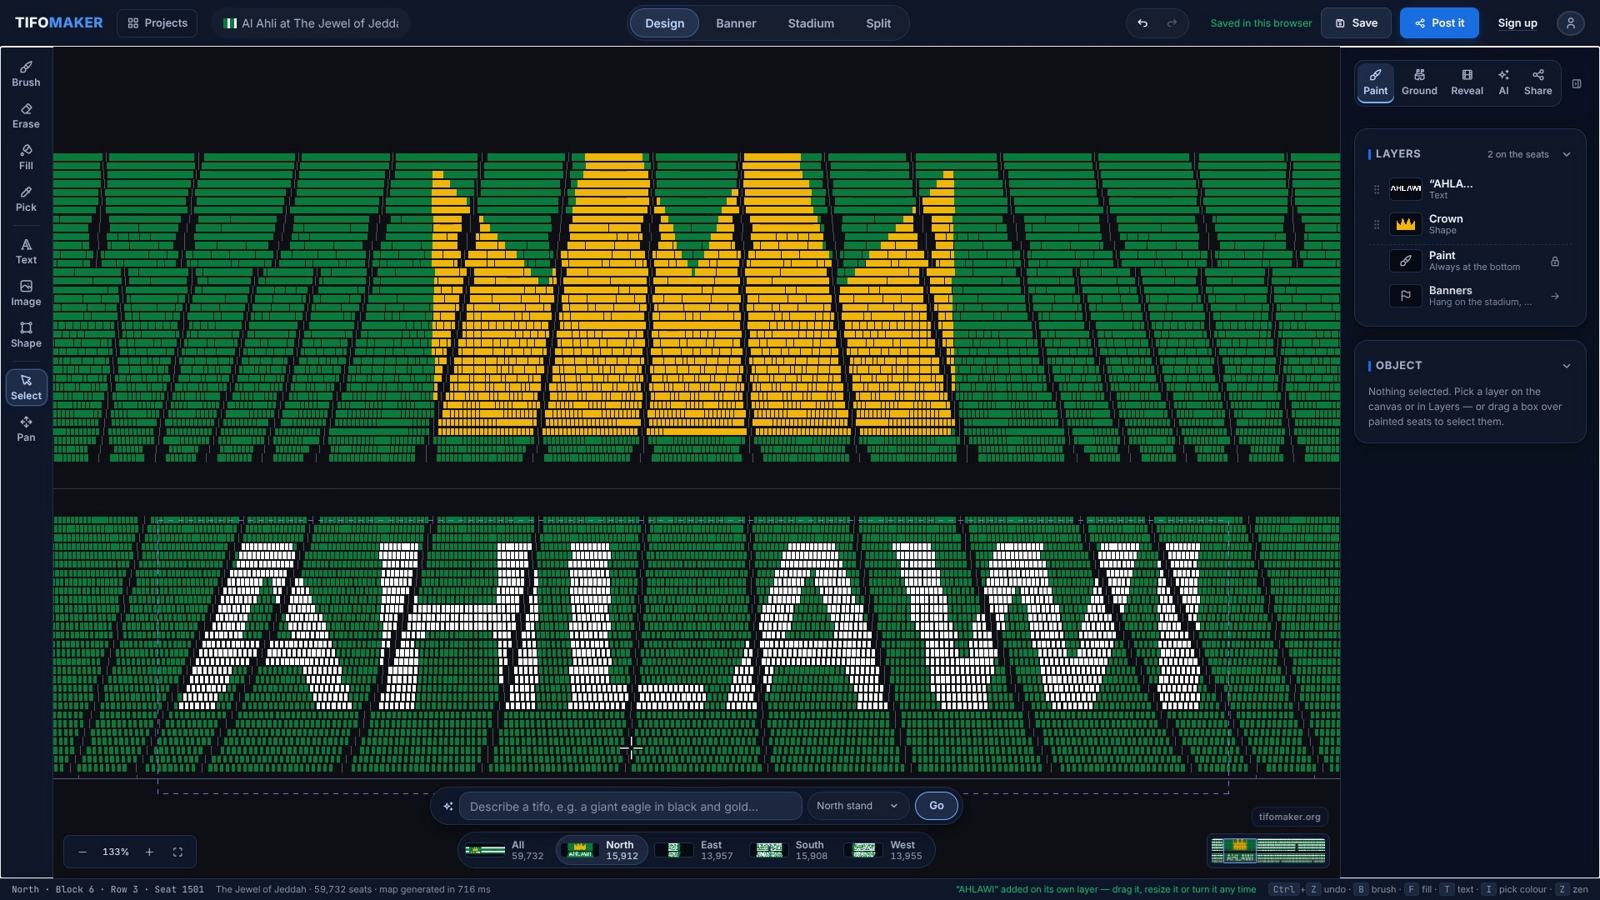 TIFOMAKER
Projects
Al Ahli at The Jewel of Jedda
Design
Banner
Stadium
Split
Saved in this browser
Save
Post it
Sign up
Brush
Erase
Fill
Pick
Text
Image
Shape
Select
Pan
Paint
Ground
Reveal
AI
Share
LAYERS
2 on the seats
AHLAWI
“AHLA...
Text
Crown
Shape
Paint
Always at the bottom
Banners
Hang on the stadium, ...
OBJECT
Nothing selected. Pick a layer on the
canvas or in Layers — or drag a box over
painted seats to select them.
AHLAWI
Describe a tifo, e.g. a giant eagle in black and gold...
North stand
Go
tifomaker.org
133%
All
59,732
AHLAWI
North
15,912
East
13,957
South
15,908
West
13,955
AHLAWI
North · Block 6 · Row 3 · Seat 1501
The Jewel of Jeddah · 59,732 seats · map generated in 716 ms
“AHLAWI” added on its own layer — drag it, resize it or turn it any time
Ctrl + Z undo · B brush · F fill · T text · I pick colour · Z zen